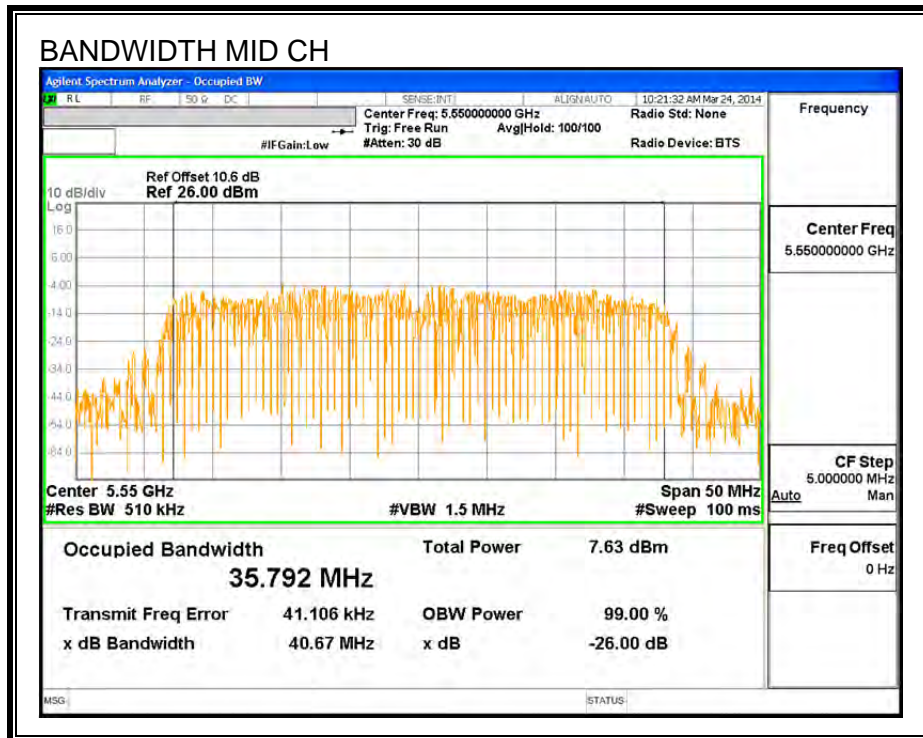 BANDWIDTH MID CH
Agilent Spectrum Analyzer - Occupied BW
RL RF 50 Ω DC SENSE:INT ALIGNAUTO 10:21:32 AM Mar 24, 2014
Center Freq: 5.550000000 GHz Radio Std: None
Trig: Free Run Avg|Hold: 100/100
#IFGain:Low #Atten: 30 dB Radio Device: BTS
Frequency
Ref Offset 10.6 dB
10 dB/div Ref 26.00 dBm
Log
16.0
6.00
-4.00
-14.0
-24.0
-34.0
-44.0
-54.0
-64.0
Center 5.55 GHz Span 50 MHz
#Res BW 510 kHz #VBW 1.5 MHz #Sweep 100 ms
Center Freq
5.550000000 GHz
CF Step
5.000000 MHz
Auto Man
Freq Offset
0 Hz
Occupied Bandwidth Total Power 7.63 dBm
35.792 MHz
Transmit Freq Error 41.106 kHz OBW Power 99.00 %
x dB Bandwidth 40.67 MHz x dB -26.00 dB
MSG STATUS